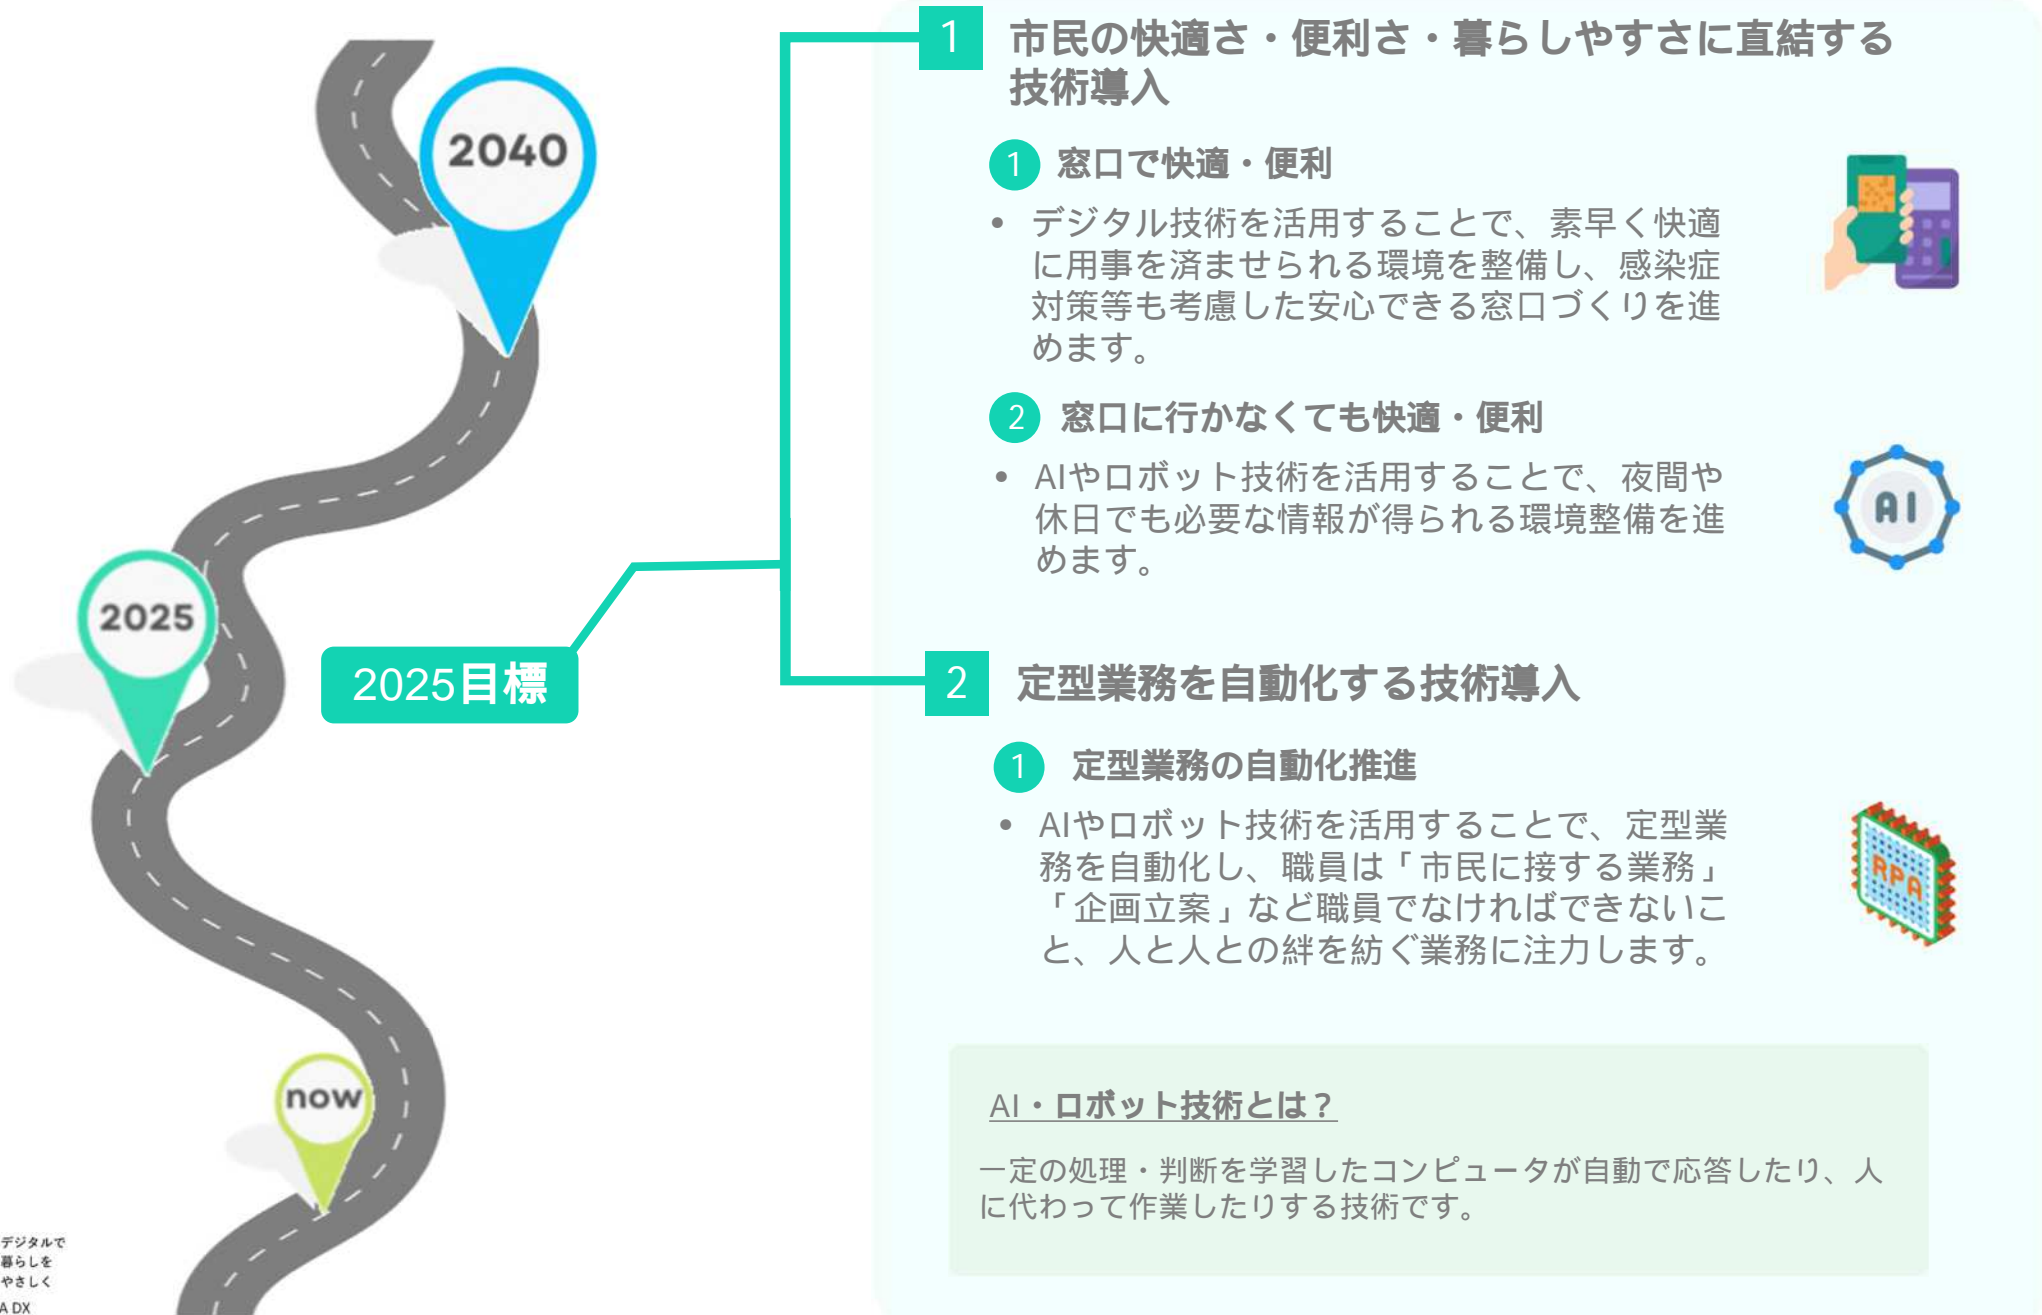 2040
2025
now
2025目標
1 市民の快適さ・便利さ・暮らしやすさに直結する
技術導入
1 窓口で快適・便利
• デジタル技術を活用することで、素早く快適
に用事を済ませられる環境を整備し、感染症
対策等も考慮した安心できる窓口づくりを進
めます。
2 窓口に行かなくても快適・便利
• AIやロボット技術を活用することで、夜間や
休日でも必要な情報が得られる環境整備を進
めます。
AI
2 定型業務を自動化する技術導入
1 定型業務の自動化推進
• AIやロボット技術を活用することで、定型業
務を自動化し、職員は「市民に接する業務」
「企画立案」など職員でなければできないこ
と、人と人との絆を紡ぐ業務に注力します。
RPA
AI・ロボット技術とは？
一定の処理・判断を学習したコンピュータが自動で応答したり、人
に代わって作業したりする技術です。
デジタルで
暮らしを
やさしく
A DX